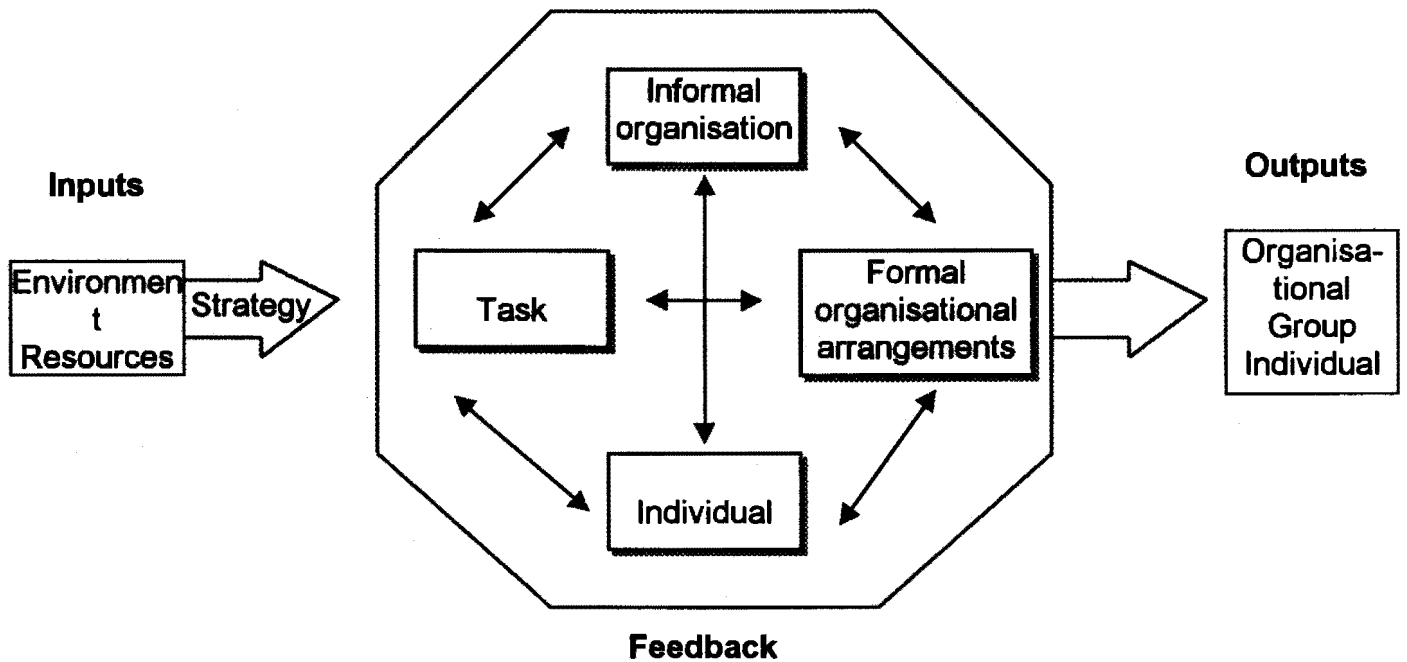 Inputs
Environmen
t
Resources
Strategy
Informal
organisation
Task
Formal
organisational
arrangements
Individual
Outputs
Organisa-
tional
Group
Individual
Feedback